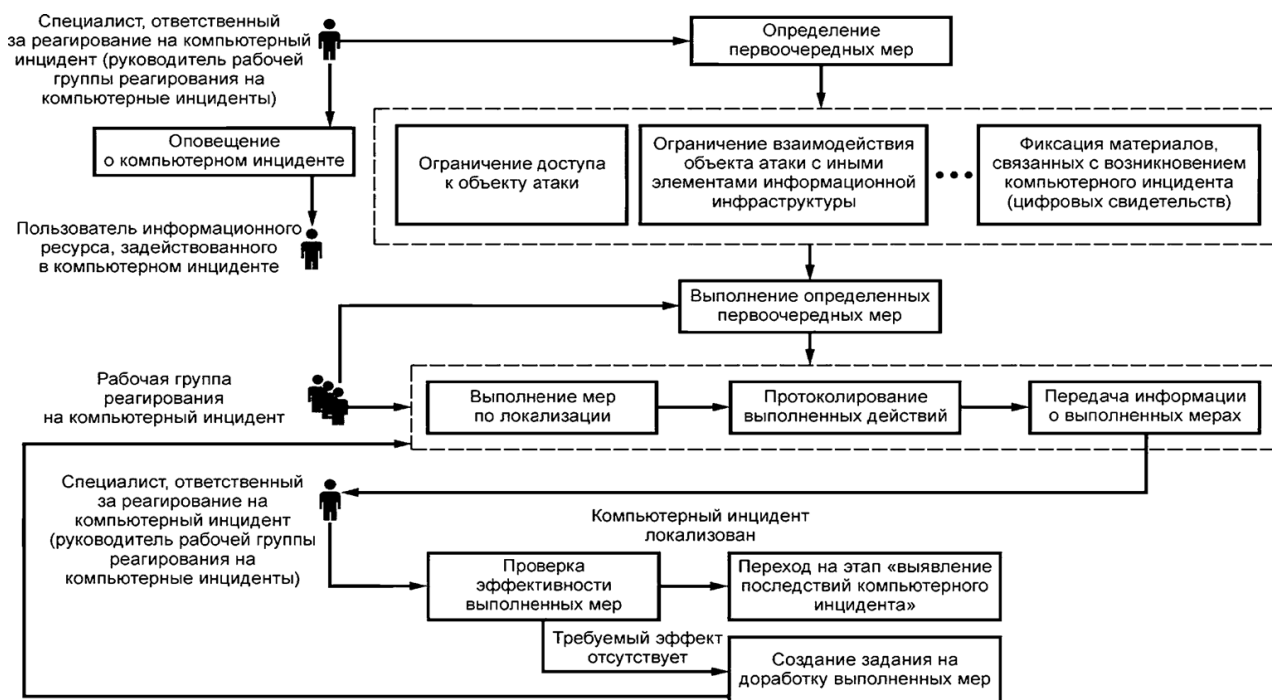 Специалист, ответственный
за реагирование на компьютерный
инцидент (руководитель рабочей
группы реагирования на
компьютерные инциденты)
Определение
первоочередных мер
Оповещение
о компьютерном инциденте
Ограничение доступа
к объекту атаки
Ограничение взаимодействия
объекта атаки с иными
элементами информационной
инфраструктуры
Фиксация материалов,
связанных с возникновением
компьютерного инцидента
(цифровых свидетельств)
Пользователь информационного
ресурса, задействованного
в компьютерном инциденте
Выполнение определенных
первоочередных мер
Рабочая группа
реагирования
на компьютерный инцидент
Выполнение мер
по локализации
Протоколирование
выполненных действий
Передача информации
о выполненных мерах
Специалист, ответственный
за реагирование на
компьютерный инцидент
(руководитель рабочей группы
реагирования на
компьютерные инциденты)
Компьютерный инцидент
локализован
Проверка
эффективности
выполненных мер
Переход на этап «выявление
последствий компьютерного
инцидента»
Требуемый эффект
отсутствует
Создание задания на
доработку выполненных мер